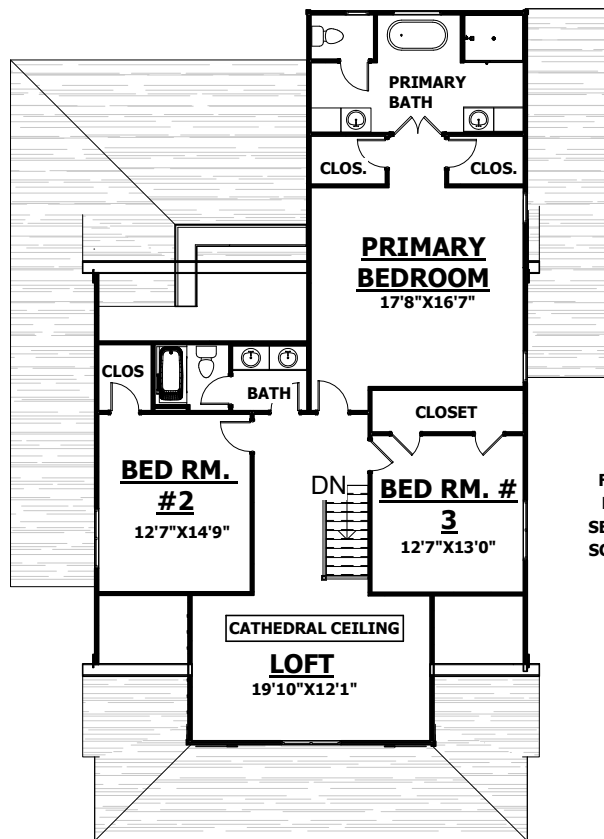 PRIMARY
BATH
CLOS.
CLOS.
PRIMARY
BEDROOM
17'8"X16'7"
CLOS
BATH
CLOSET
BED RM.
#2
12'7"X14'9"
DN
BED RM. #
3
12'7"X13'0"
CATHEDRAL CEILING
LOFT
19'10"X12'1"